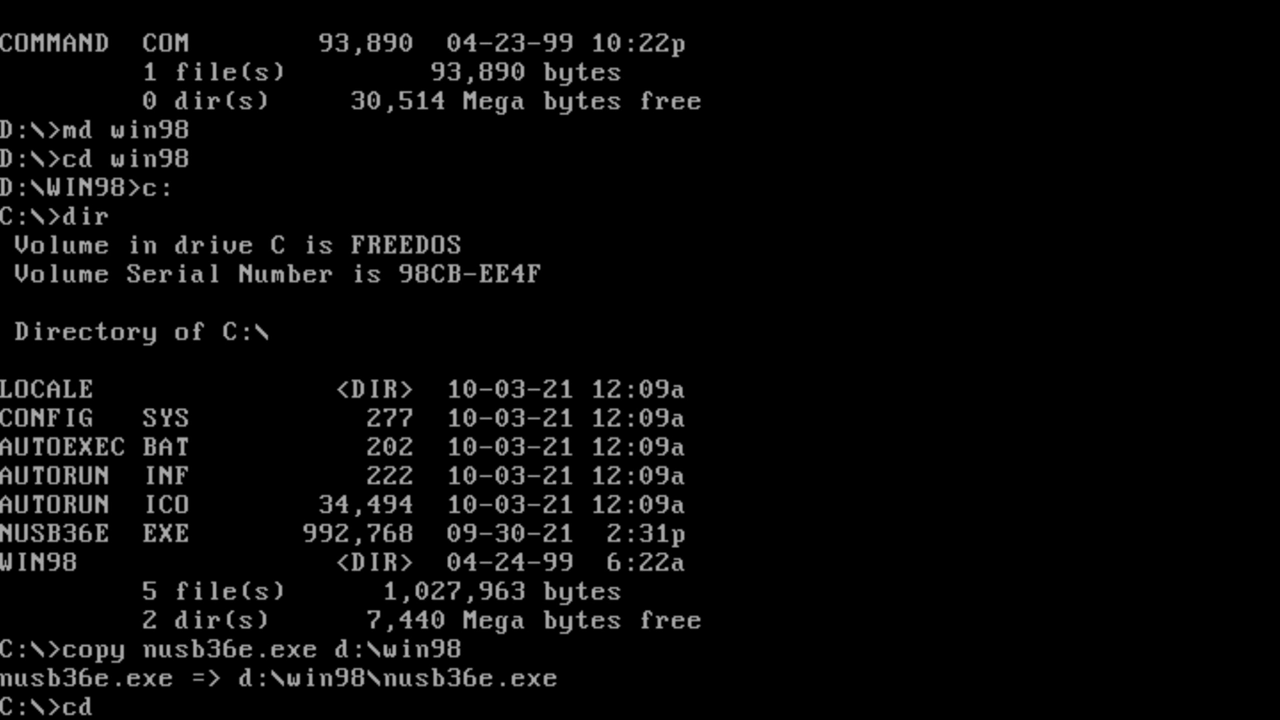 COMMAND  COM        93,890  04-23-99 10:22p
         1 file(s)         93,890 bytes
         0 dir(s)     30,514 Mega bytes free
D:\>md win98
D:\>cd win98
D:\WIN98>c:
C:\>dir
 Volume in drive C is FREEDOS
 Volume Serial Number is 98CB-EE4F
 Directory of C:\
LOCALE               <DIR>  10-03-21 12:09a
CONFIG   SYS           277  10-03-21 12:09a
AUTOEXEC BAT           202  10-03-21 12:09a
AUTORUN  INF           222  10-03-21 12:09a
AUTORUN  ICO        34,494  10-03-21 12:09a
NUSB36E  EXE       992,768  09-30-21  2:31p
WIN98                <DIR>  04-24-99  6:22a
         5 file(s)      1,027,963 bytes
         2 dir(s)      7,440 Mega bytes free
C:\>copy nusb36e.exe d:\win98
nusb36e.exe => d:\win98\nusb36e.exe
C:\>cd